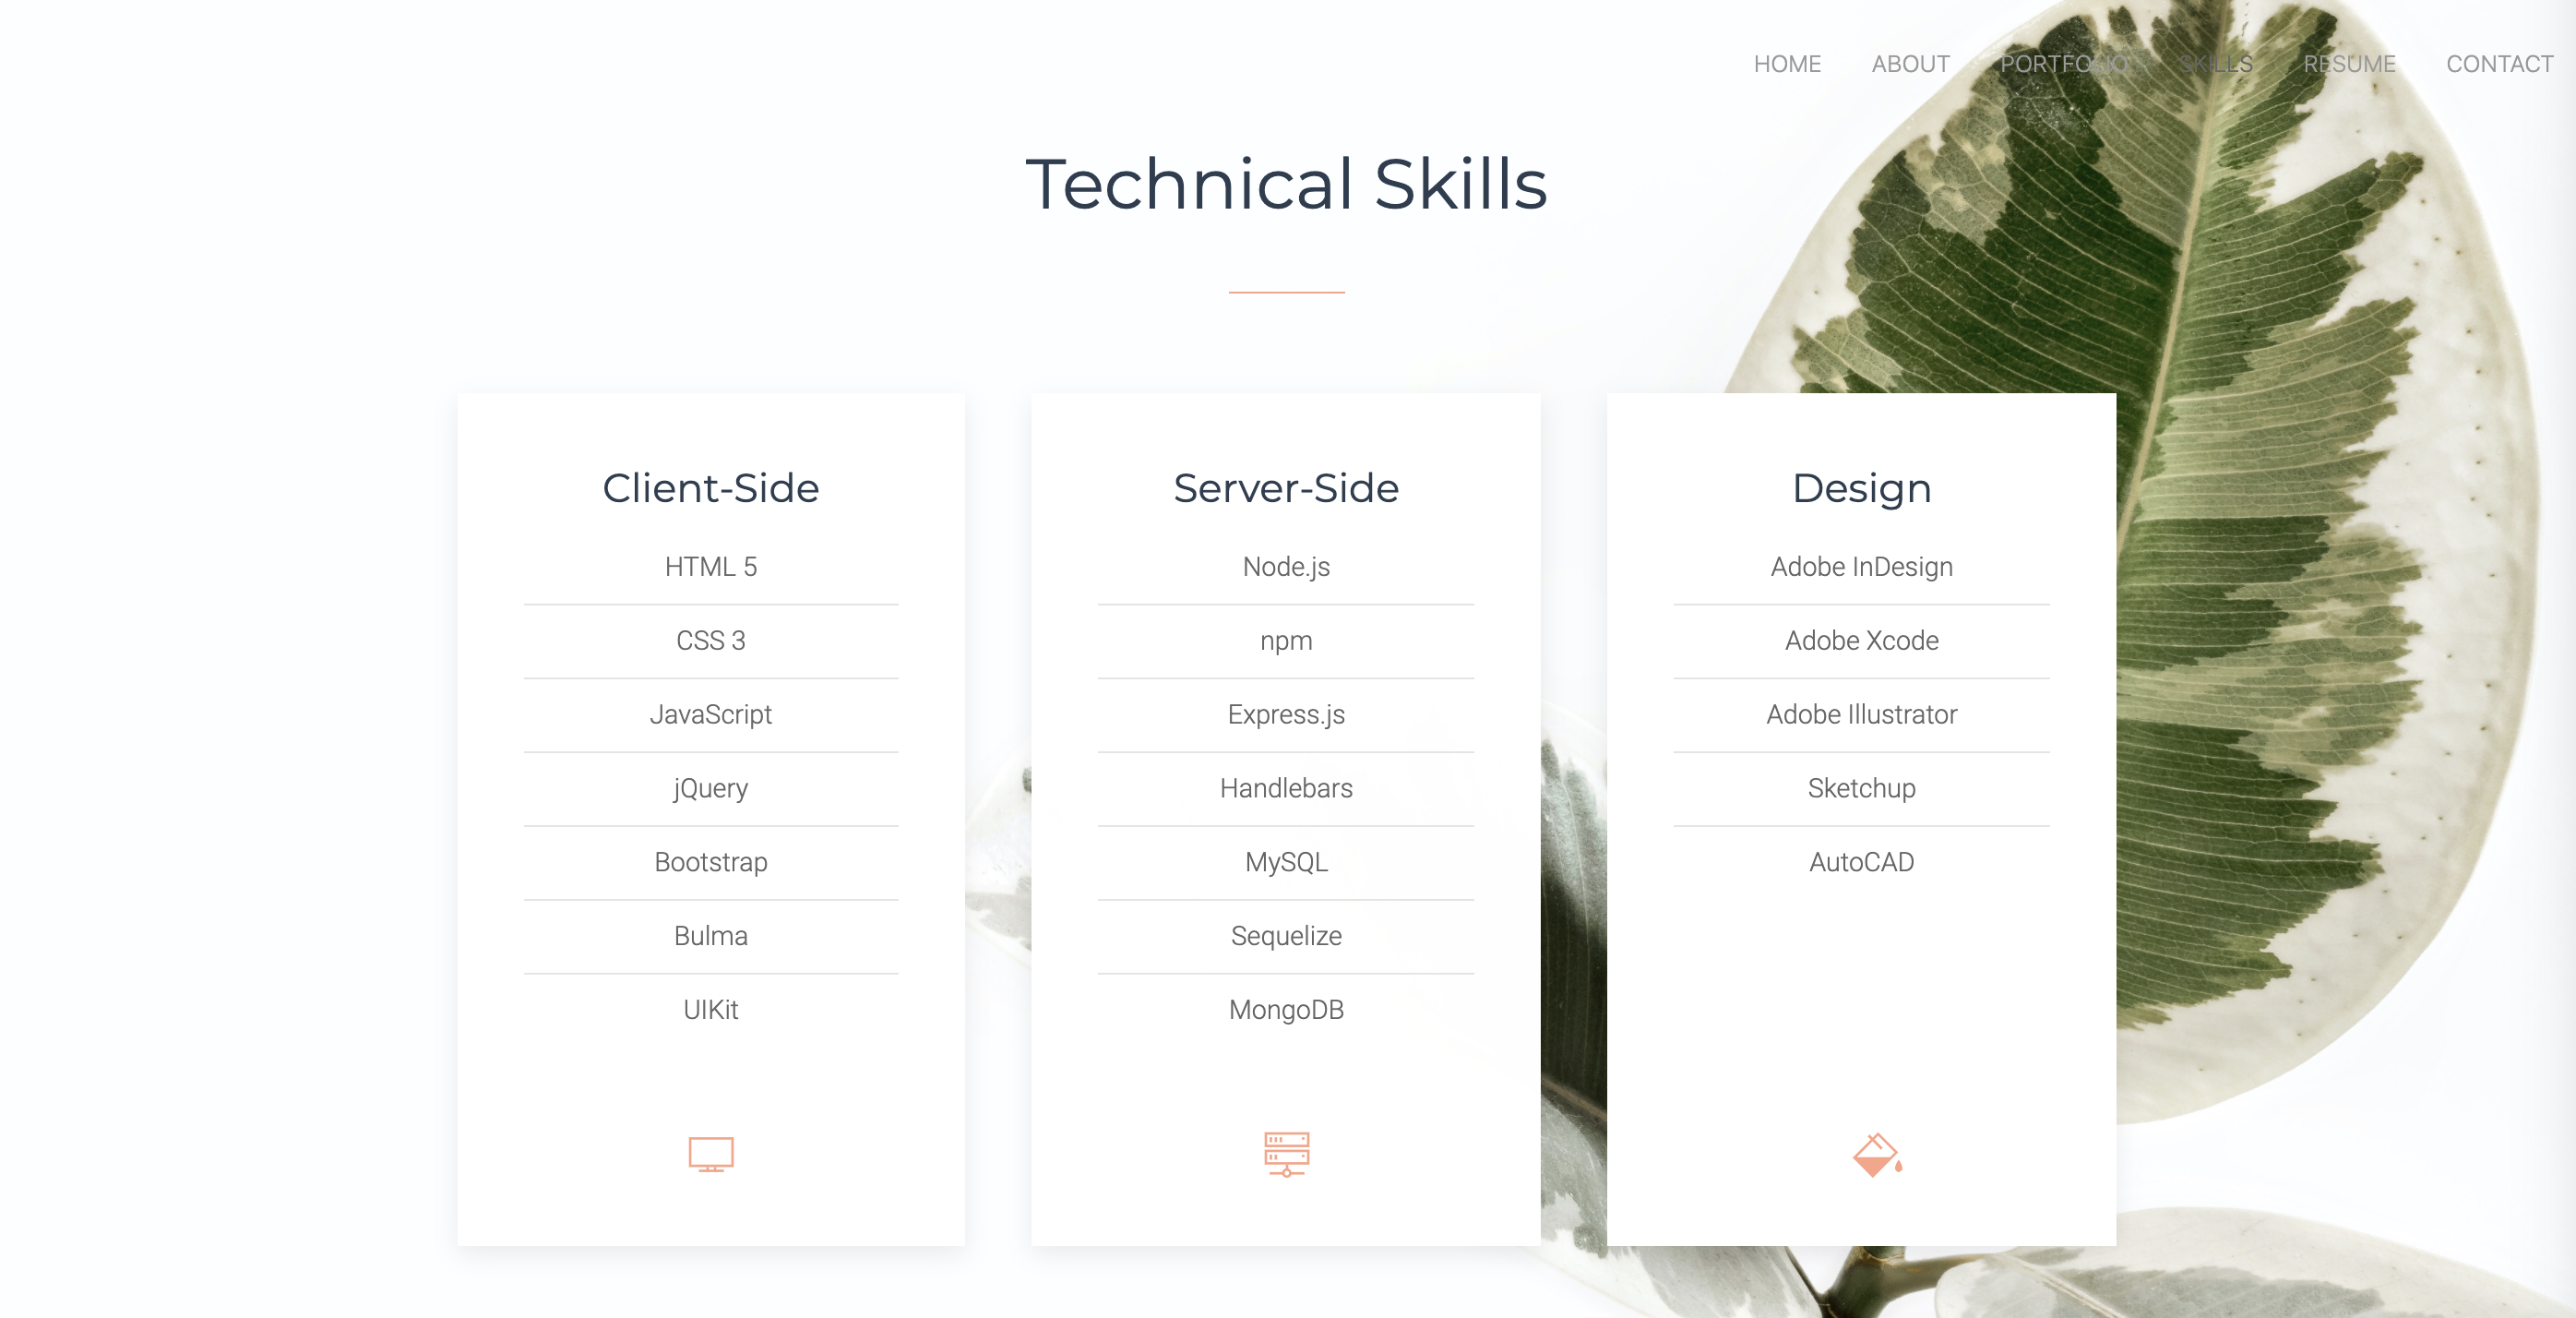 HOME ABOUT PORTFOLIO SKILLS RESUME CONTACT
Technical Skills
Client-Side
HTML 5
CSS 3
JavaScript
jQuery
Bootstrap
Bulma
UIKit
Server-Side
Node.js
npm
Express.js
Handlebars
MySQL
Sequelize
MongoDB
Design
Adobe InDesign
Adobe Xcode
Adobe Illustrator
Sketchup
AutoCAD